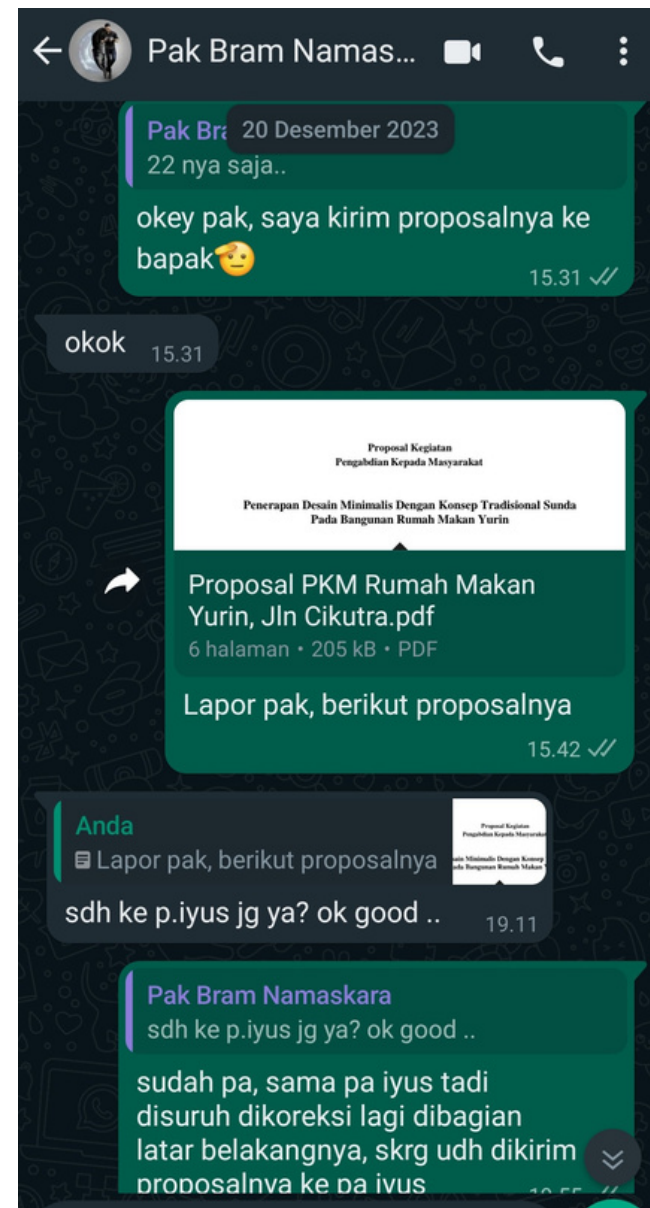 Pak Bram Namas...
20 Desember 2023
Pak Bra
22 nya saja..
okey pak, saya kirim proposalnya ke
bapak🫡
15.31
okok 15.31
Proposal Kegiatan
Pengabdian Kepada Masyarakat
Penerapan Desain Minimalis Dengan Konsep Tradisional Sunda
Pada Bangunan Rumah Makan Yurin
Proposal PKM Rumah Makan
Yurin, Jln Cikutra.pdf
6 halaman • 205 kB • PDF
Lapor pak, berikut proposalnya
15.42
Anda
Lapor pak, berikut proposalnya
Proposal Kegiatan
Pengabdian Kepada Masyarakat
sdh ke p.iyus jg ya? ok good ..
19.11
Pak Bram Namaskara
sdh ke p.iyus jg ya? ok good ..
sudah pa, sama pa iyus tadi
disuruh dikoreksi lagi dibagian
latar belakangnya, skrg udh dikirim
proposalnya ke pa iyus